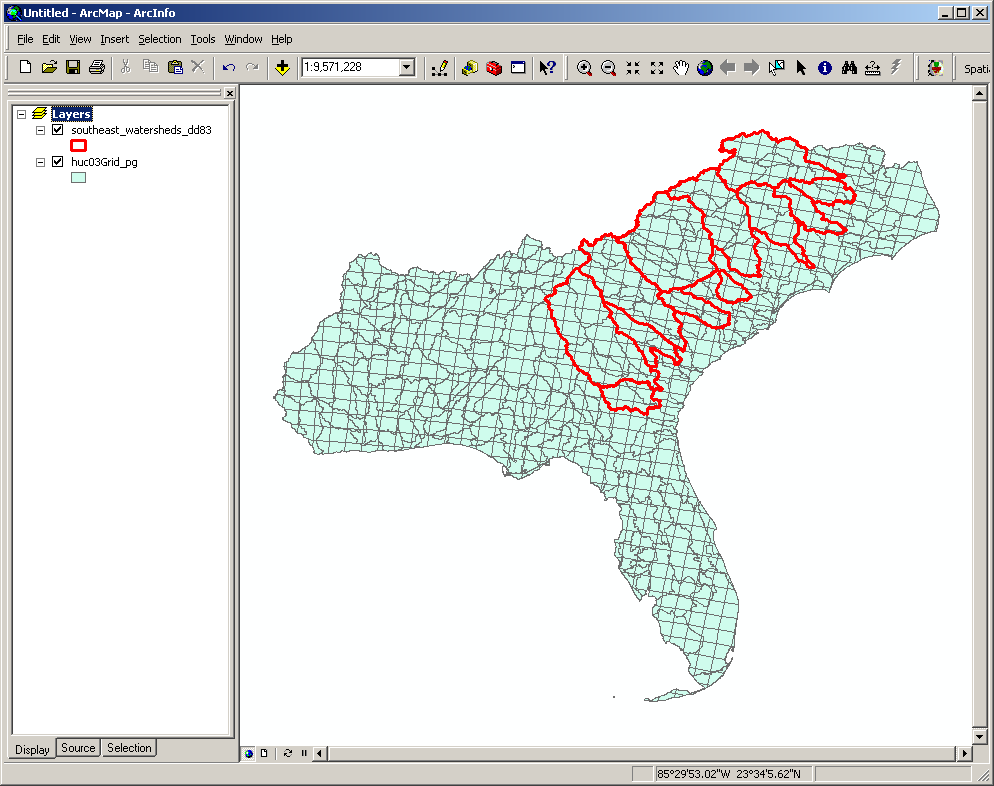 Untitled - ArcMap - ArcInfo
File Edit View Insert Selection Tools Window Help
1:9,571,228
Spati
Layers
southeast_watersheds_dd83
huc03Grid_pg
Display Source Selection
85°29'53.02"W 23°34'5.62"N